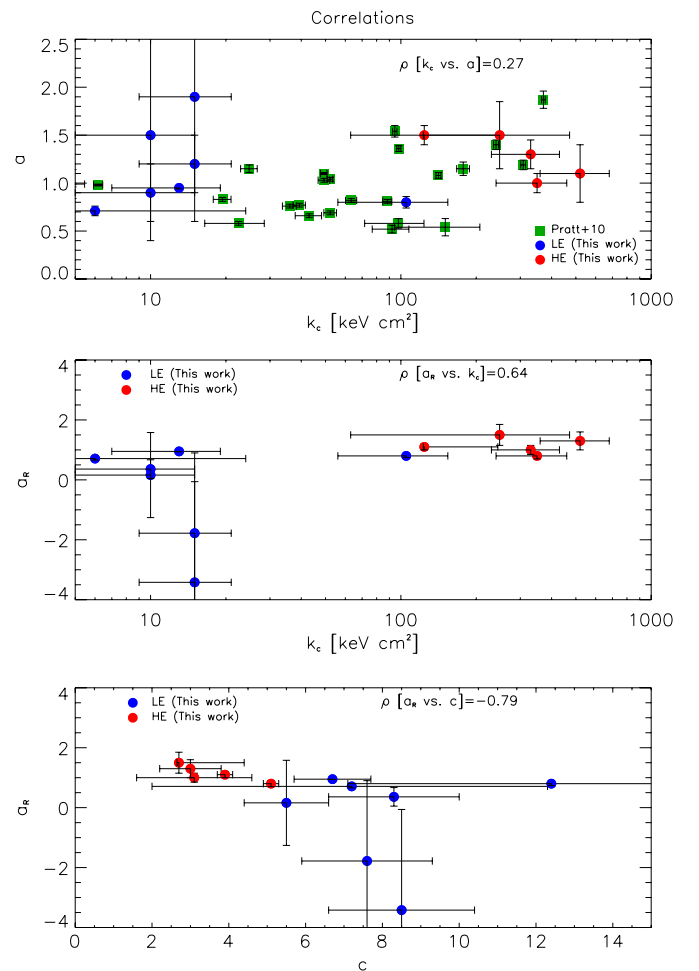 Correlations
2.5
2.0
1.5
1.0
0.5
0.0
a
ρ [k_c vs. a]=0.27
Pratt+10
LE (This work)
HE (This work)
10
100
1000
k_c [keV cm²]
4
2
0
−2
−4
a_R
LE (This work)
HE (This work)
ρ [a_R vs. k_c]=0.64
10
100
1000
k_c [keV cm²]
4
2
0
−2
−4
a_R
LE (This work)
HE (This work)
ρ [a_R vs. c]=−0.79
0 2 4 6 8 10 12 14
c